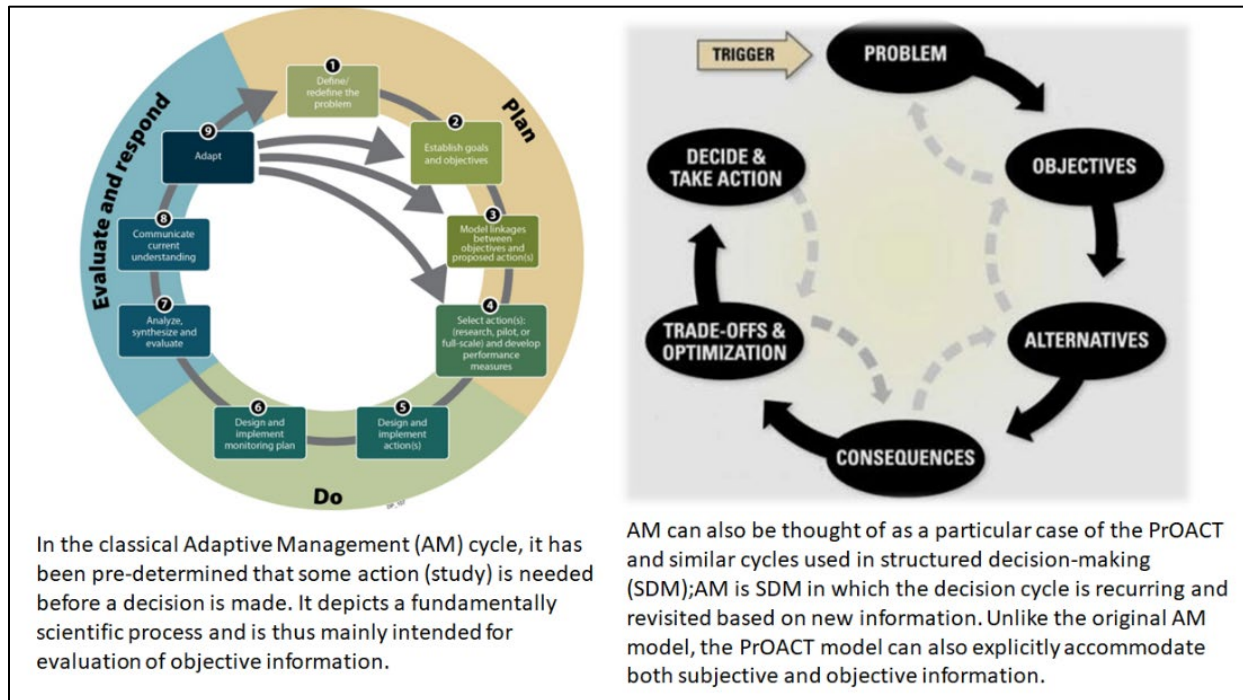 Plan
Do
Evaluate and respond
1
Define/
redefine the
problem
2
Establish goals
and objectives
3
Model linkages
between
objectives and
proposed action(s)
4
Select action(s):
(research, pilot, or
full-scale) and develop
performance
measures
5
Design and
implement
action(s)
6
Design and
implement
monitoring plan
7
Analyze,
synthesize and
evaluate
8
Communicate
current
understanding
9
Adapt
In the classical Adaptive Management (AM) cycle, it has
been pre-determined that some action (study) is needed
before a decision is made. It depicts a fundamentally
scientific process and is thus mainly intended for
evaluation of objective information.
TRIGGER
PROBLEM
OBJECTIVES
ALTERNATIVES
CONSEQUENCES
TRADE-OFFS &
OPTIMIZATION
DECIDE &
TAKE ACTION
AM can also be thought of as a particular case of the PrOACT
and similar cycles used in structured decision-making
(SDM);AM is SDM in which the decision cycle is recurring and
revisited based on new information. Unlike the original AM
model, the PrOACT model can also explicitly accommodate
both subjective and objective information.